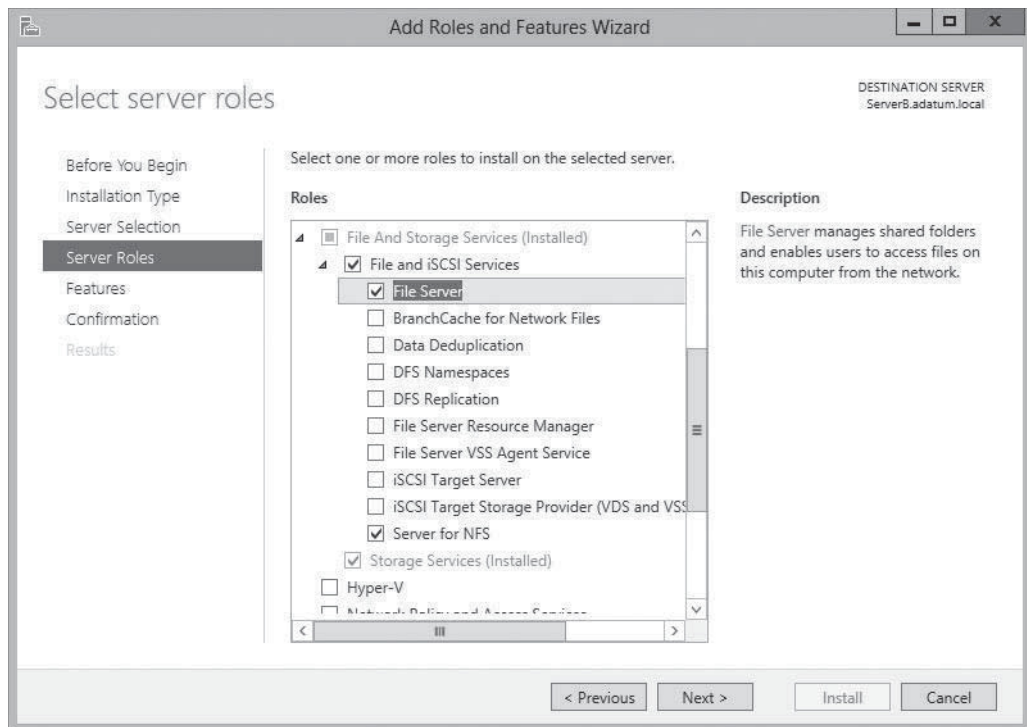 Add Roles and Features Wizard
Select server roles
DESTINATION SERVER
ServerB.adatum.local
Before You Begin
Installation Type
Server Selection
Server Roles
Features
Confirmation
Results
Select one or more roles to install on the selected server.
Roles
File And Storage Services (Installed)
File and iSCSI Services
File Server
BranchCache for Network Files
Data Deduplication
DFS Namespaces
DFS Replication
File Server Resource Manager
File Server VSS Agent Service
iSCSI Target Server
iSCSI Target Storage Provider (VDS and VSS
Server for NFS
Storage Services (Installed)
Hyper-V
Network Policy and Access Services
Description
File Server manages shared folders
and enables users to access files on
this computer from the network.
< Previous
Next >
Install
Cancel